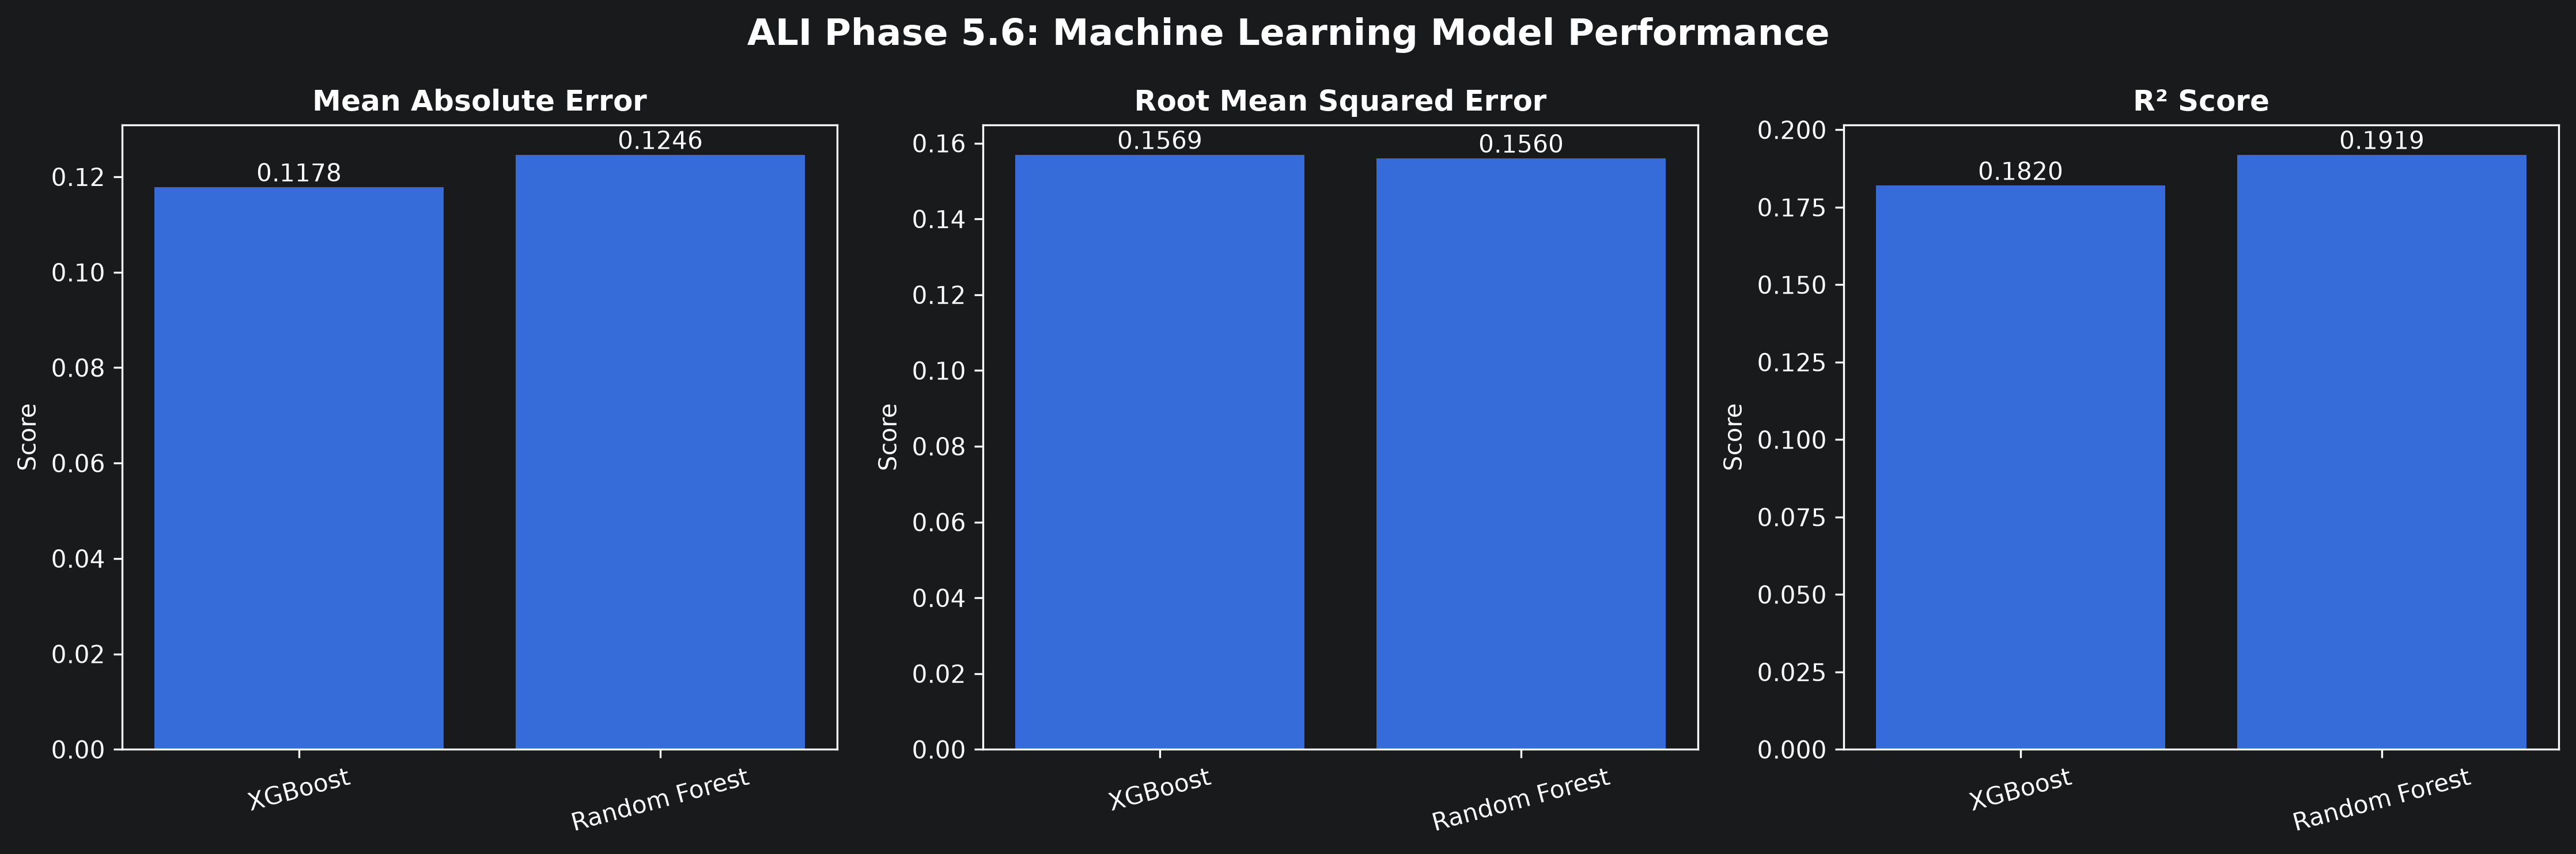 ALI Phase 5.6: Machine Learning Model Performance
Mean Absolute Error
Score
0.12
0.10
0.08
0.06
0.04
0.02
0.00
0.1178
0.1246
XGBoost
Random Forest
Root Mean Squared Error
Score
0.16
0.14
0.12
0.10
0.08
0.06
0.04
0.02
0.00
0.1569
0.1560
XGBoost
Random Forest
R² Score
Score
0.200
0.175
0.150
0.125
0.100
0.075
0.050
0.025
0.000
0.1820
0.1919
XGBoost
Random Forest